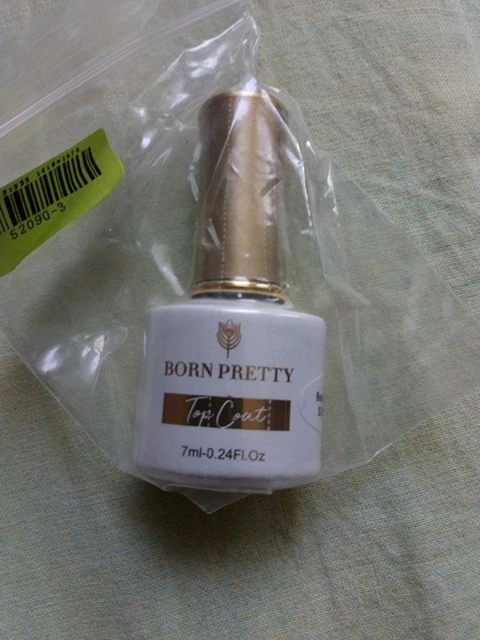 52090-3
BORN PRETTY
Top Coat
7ml-0.24Fl.Oz